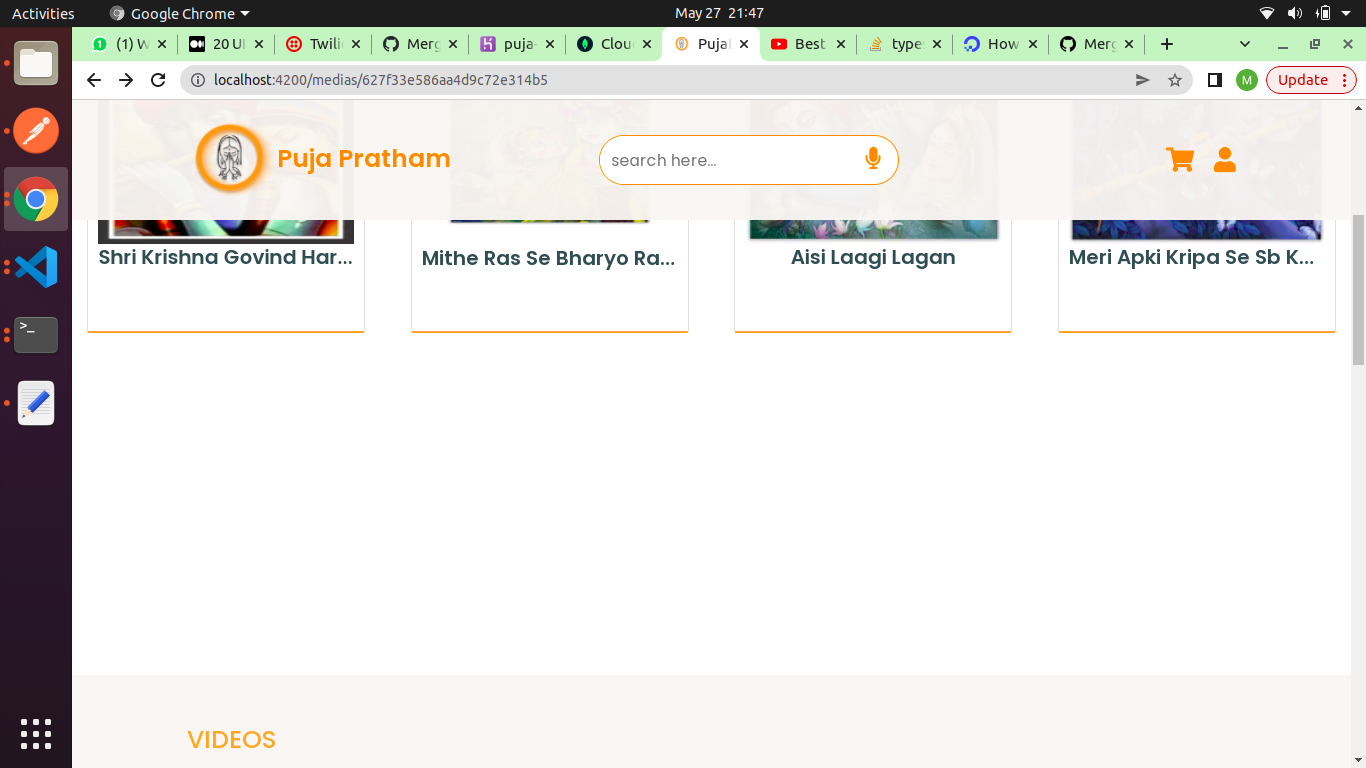 Activities
Google Chrome
May 27 21:47
(1) W
20 UI
Twili
Merg
puja-
Clou
Puja
Best
type
How
Merg
localhost:4200/medias/627f33e586aa4d9c72e314b5
M
Update
Puja Pratham
search here...
Shri Krishna Govind Har...
Mithe Ras Se Bharyo Ra...
Aisi Laagi Lagan
Meri Apki Kripa Se Sb K...
VIDEOS